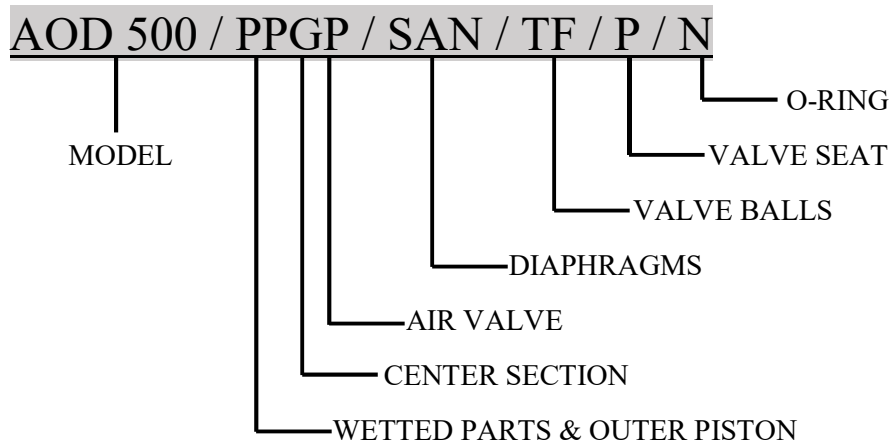 AOD 500 / PPGP / SAN / TF / P / N
O-RING
MODEL
VALVE SEAT
VALVE BALLS
DIAPHRAGMS
AIR VALVE
CENTER SECTION
WETTED PARTS & OUTER PISTON